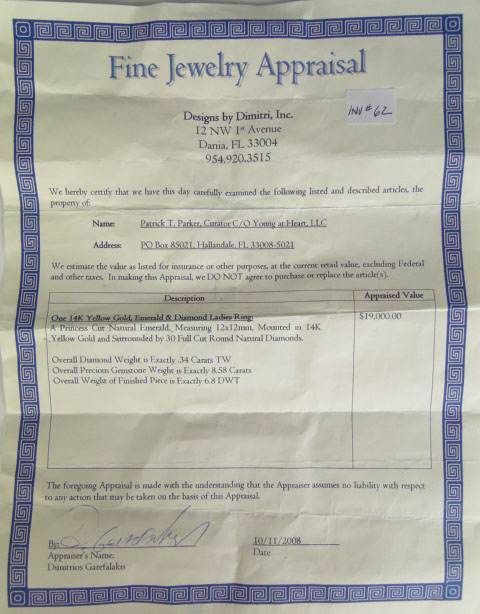 Fine Jewelry Appraisal
INV # 62
Designs by Dimitri, Inc.
12 NW 1st Avenue
Dania, FL 33004
954.920.3515
We hereby certify that we have this day carefully examined the following listed and described articles, the
property of:
Name: Patrick T. Parker, Curator C/O Young at Heart, LLC
Address: PO Box 85021, Hallandale, FL 33008-5021
We estimate the value as listed for insurance or other purposes, at the current retail value, excluding Federal
and other taxes. In making this Appraisal, we DO NOT agree to purchase or replace the article(s).
Description Appraised Value
One 14K Yellow Gold, Emerald & Diamond Ladies Ring: $19,000.00
A Princess Cut Natural Emerald, Measuring 12x12mm, Mounted in 14K
Yellow Gold and Surrounded by 30 Full Cut Round Natural Diamonds.
Overall Diamond Weight is Exactly .34 Carats TW
Overall Precious Gemstone Weight is Exactly 8.58 Carats
Overall Weight of Finished Piece is Exactly 6.8 DWT
The foregoing Appraisal is made with the understanding that the Appraiser assumes no liability with respect
to any action that may be taken on the basis of this Appraisal.
By: D. Garefalakis 10/11/2008
Appraiser's Name: Date
Dimitrios Garefalakis